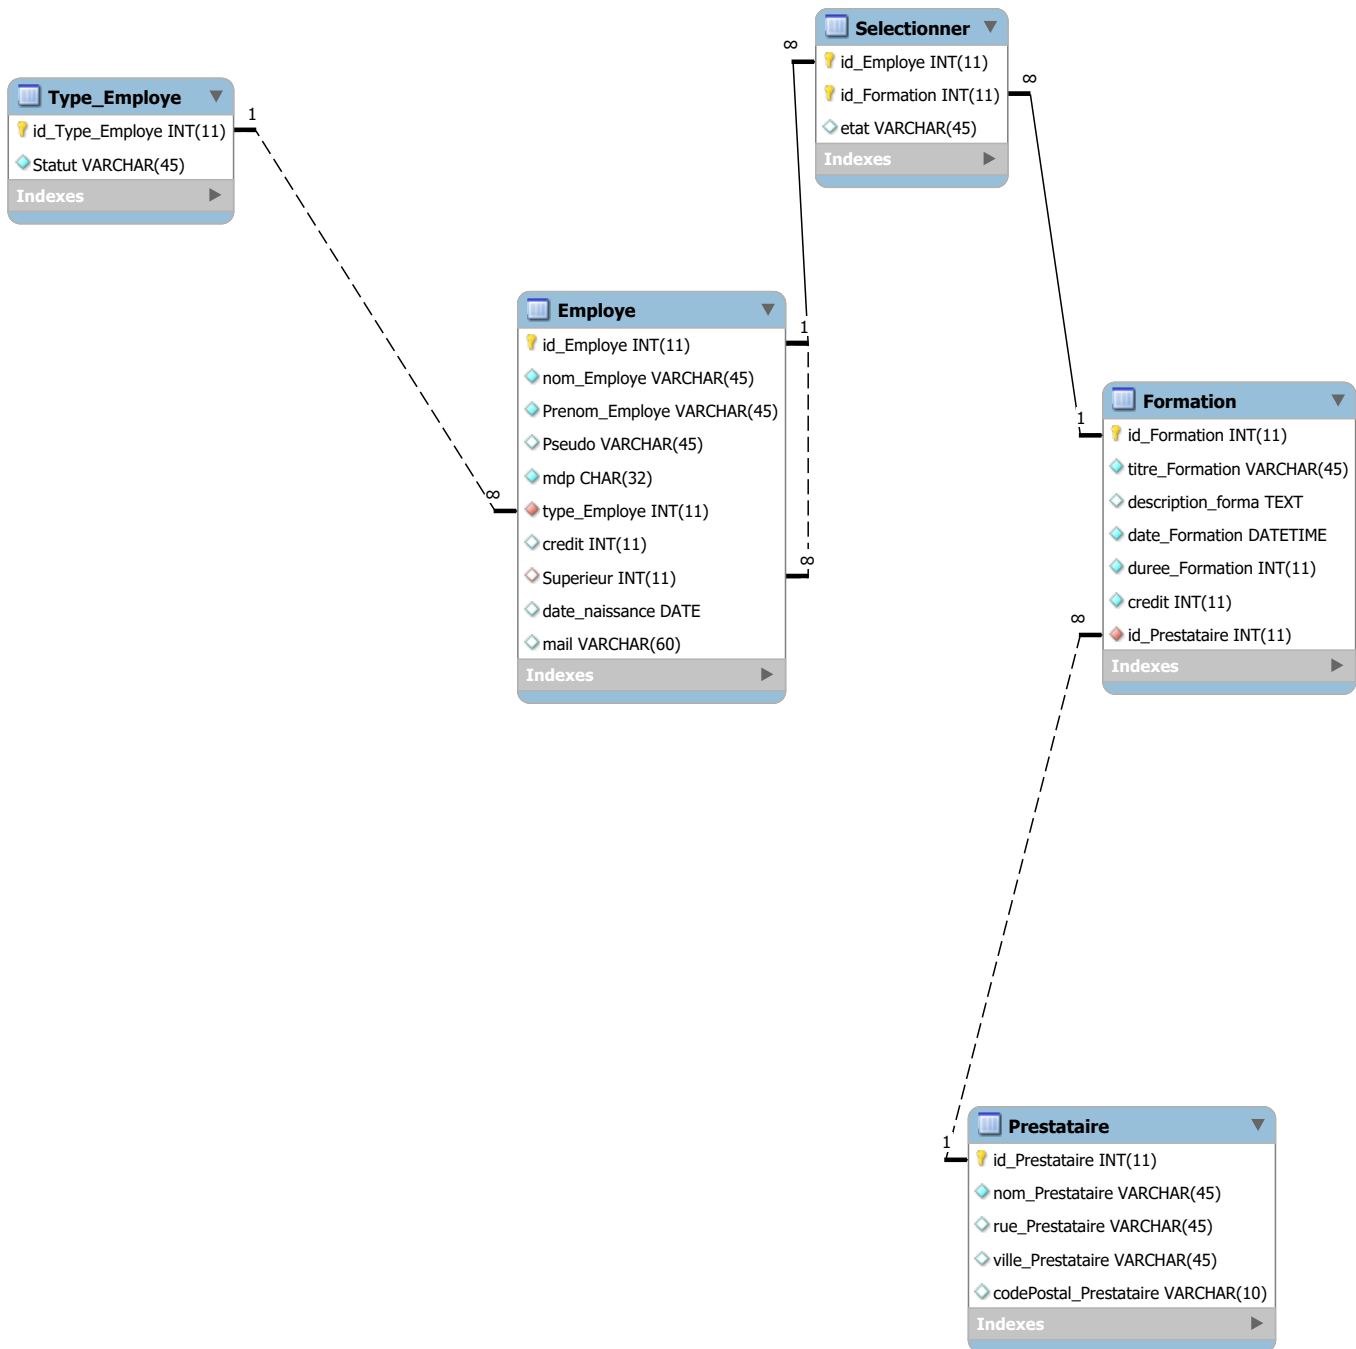 Type_Employe
id_Type_Employe INT(11)
Statut VARCHAR(45)
Indexes
1
∞
Selectionner
id_Employe INT(11)
id_Formation INT(11)
etat VARCHAR(45)
Indexes
∞
∞
Employe
id_Employe INT(11)
nom_Employe VARCHAR(45)
Prenom_Employe VARCHAR(45)
Pseudo VARCHAR(45)
mdp CHAR(32)
type_Employe INT(11)
credit INT(11)
Superieur INT(11)
date_naissance DATE
mail VARCHAR(60)
Indexes
1
∞
Formation
id_Formation INT(11)
titre_Formation VARCHAR(45)
description_forma TEXT
date_Formation DATETIME
duree_Formation INT(11)
credit INT(11)
id_Prestataire INT(11)
Indexes
1
∞
Prestataire
id_Prestataire INT(11)
nom_Prestataire VARCHAR(45)
rue_Prestataire VARCHAR(45)
ville_Prestataire VARCHAR(45)
codePostal_Prestataire VARCHAR(10)
Indexes
1